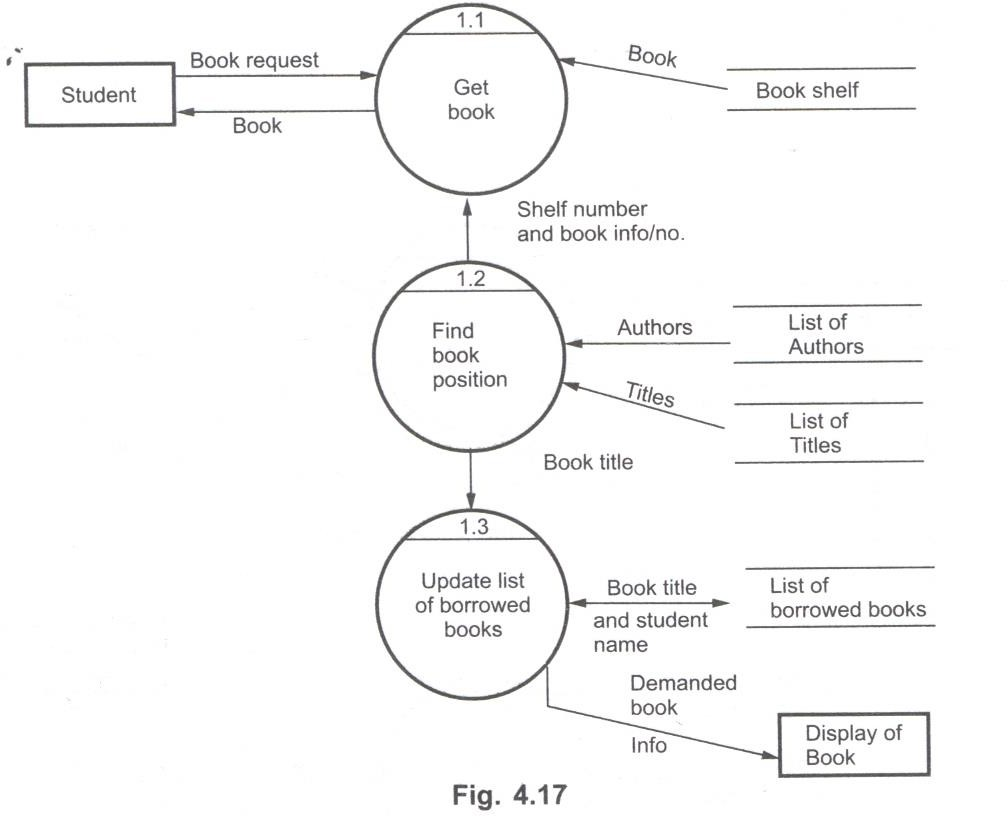 1.1
Book request
Student
Book
Get
book
Book
Book shelf
Shelf number
and book info/no.
1.2
Find
book
position
Authors
List of
Authors
Titles
List of
Titles
Book title
1.3
Update list
of borrowed
books
Book title
and student
name
List of
borrowed books
Demanded
book
Info
Display of
Book
Fig. 4.17